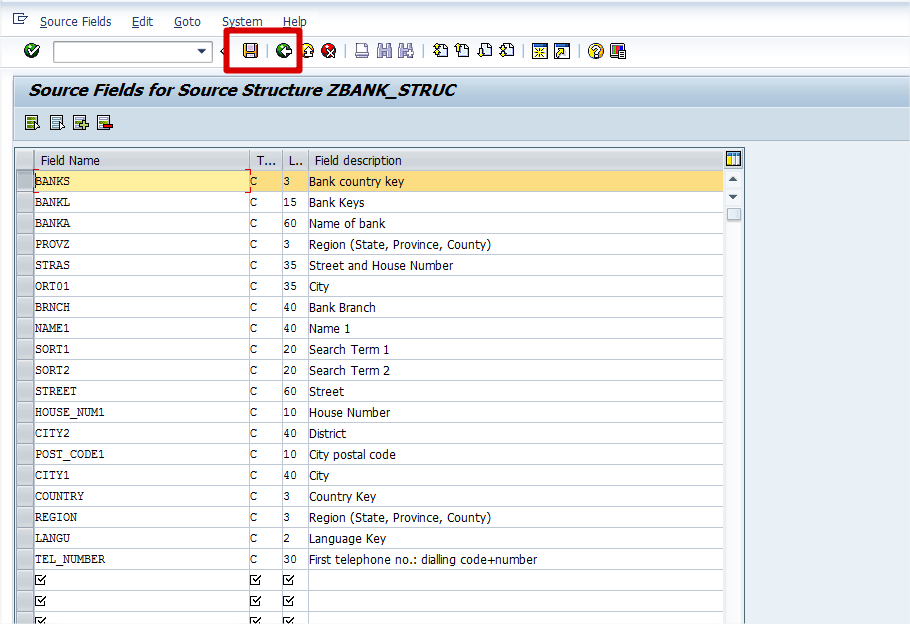 Source Fields Edit Goto System Help
Source Fields for Source Structure ZBANK_STRUC
Field Name T... L.. Field description
BANKS C 3 Bank country key
BANKL C 15 Bank Keys
BANKA C 60 Name of bank
PROVZ C 3 Region (State, Province, County)
STRAS C 35 Street and House Number
ORT01 C 35 City
BRNCH C 40 Bank Branch
NAME1 C 40 Name 1
SORT1 C 20 Search Term 1
SORT2 C 20 Search Term 2
STREET C 60 Street
HOUSE_NUM1 C 10 House Number
CITY2 C 40 District
POST_CODE1 C 10 City postal code
CITY1 C 40 City
COUNTRY C 3 Country Key
REGION C 3 Region (State, Province, County)
LANGU C 2 Language Key
TEL_NUMBER C 30 First telephone no.: dialling code+number